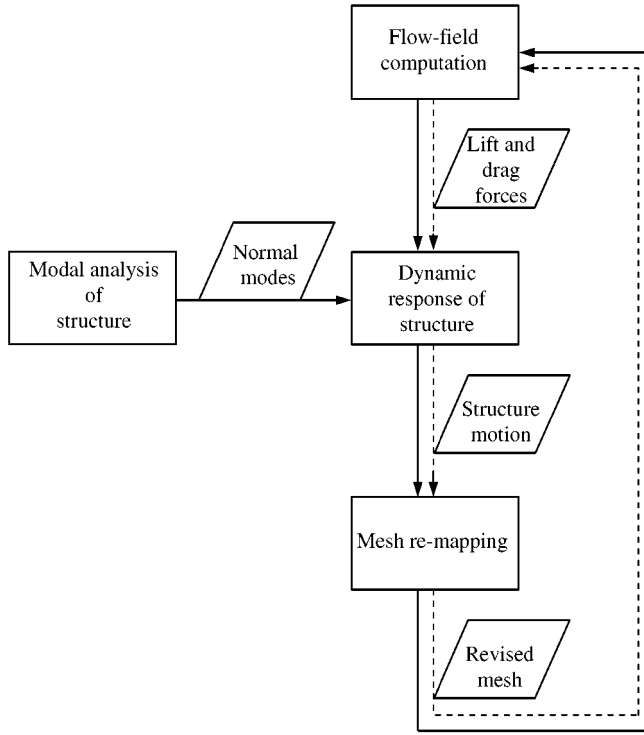 Flow-field
computation
Lift and
drag
forces
Normal
modes
Modal analysis
of
structure
Dynamic
response of
structure
Structure
motion
Mesh re-mapping
Revised
mesh